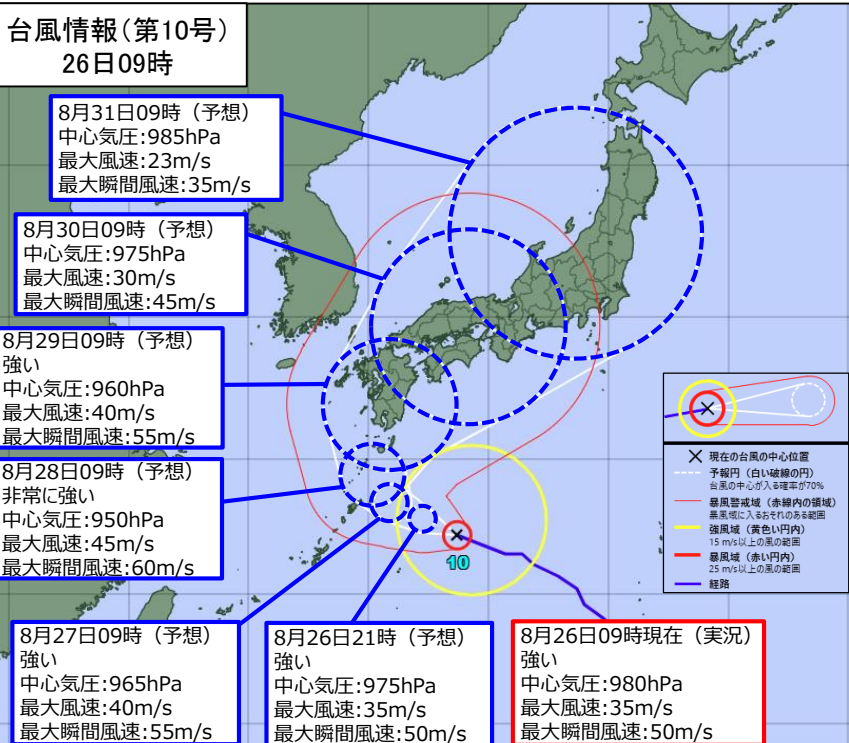 台風情報(第10号)
26日09時
8月31日09時（予想）
中心気圧:985hPa
最大風速:23m/s
最大瞬間風速:35m/s
8月30日09時（予想）
中心気圧:975hPa
最大風速:30m/s
最大瞬間風速:45m/s
8月29日09時（予想）
強い
中心気圧:960hPa
最大風速:40m/s
最大瞬間風速:55m/s
8月28日09時（予想）
非常に強い
中心気圧:950hPa
最大風速:45m/s
最大瞬間風速:60m/s
8月27日09時（予想）
強い
中心気圧:965hPa
最大風速:40m/s
最大瞬間風速:55m/s
8月26日21時（予想）
強い
中心気圧:975hPa
最大風速:35m/s
最大瞬間風速:50m/s
8月26日09時現在（実況）
強い
中心気圧:980hPa
最大風速:35m/s
最大瞬間風速:50m/s
10
現在の台風の中心位置
予報円（白い破線の円）
台風の中心が入る確率が70%
暴風警戒域（赤線内の領域）
暴風域に入るおそれのある範囲
強風域（黄色い円内）
15 m/s以上の風の範囲
暴風域（赤い円内）
25 m/s以上の風の範囲
経路